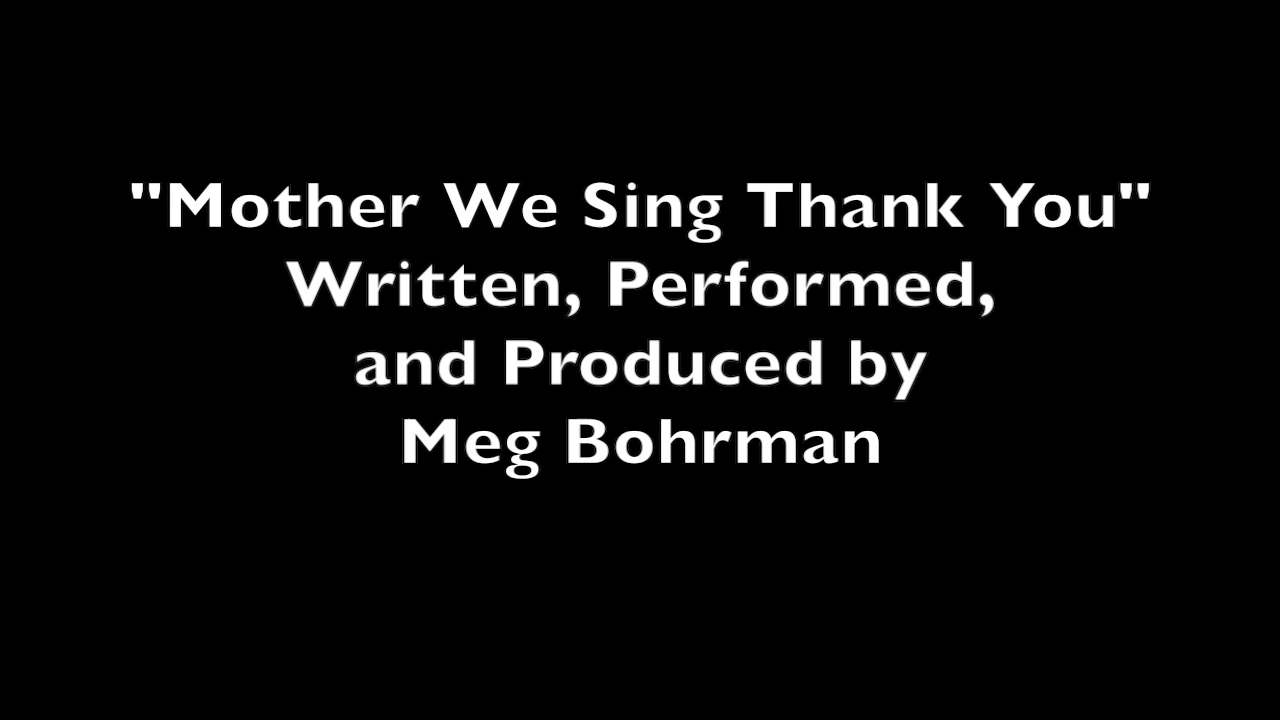 "Mother We Sing Thank You"
Written, Performed,
and Produced by
Meg Bohrman